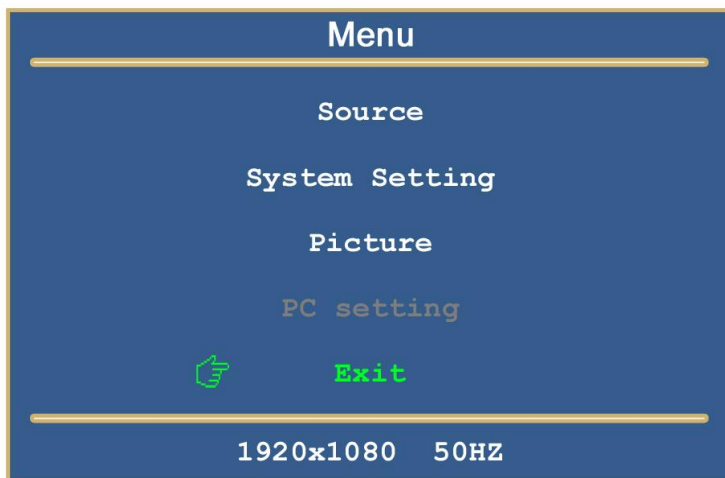 Menu
Source
System Setting
Picture
PC setting
Exit
1920x1080 50HZ